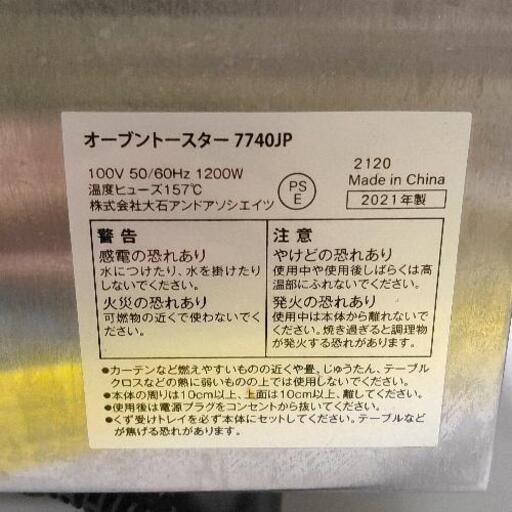 オーブントースター 7740JP
100V 50/60Hz 1200W
温度ヒューズ157℃
株式会社大石アンドアソシエイツ
PS
E
2120
Made in China
2021年製
警告
感電の恐れあり
水につけたり、水を掛けたり
しないでください。
火災の恐れあり
可燃物の近くで使わないでく
ださい。
注意
やけどの恐れあり
使用中や使用後しばらくは高
温部にふれないでください。
発火の恐れあり
使用中は本体から離れないで
ください。焼き過ぎると調理物
が発火する恐れがあります。
●カーテンなど燃えやすいものの近くや畳、じゅうたん、テーブル
クロスなどの熱に弱いものの上では使用しないでください。
●本体の周りは10cm以上、上面は10cm以上、離してください。
●使用後は電源プラグをコンセントから抜いてください。
●くず受けトレイを必ず本体にセットしてください。テーブルなど
が焦げる恐れがあります。